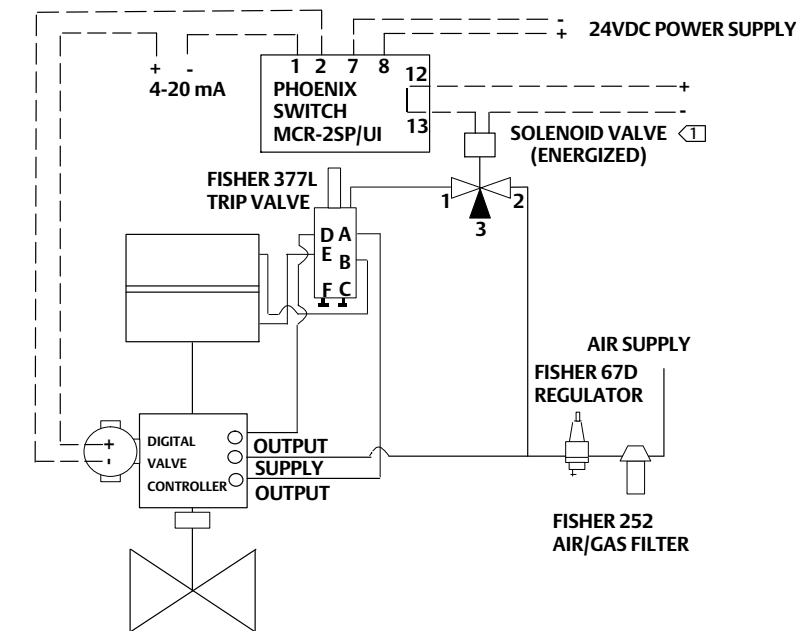 24VDC POWER SUPPLY
-
+
1 2 7 8
12
13
+ -
4-20 mA
PHOENIX
SWITCH
MCR-2SP/UI
+
-
SOLENOID VALVE 1
(ENERGIZED)
FISHER 377L
TRIP VALVE
1 2
3
D A
E B
F C
AIR SUPPLY
FISHER 67D
REGULATOR
+
-
DIGITAL
VALVE
CONTROLLER
OUTPUT
SUPPLY
OUTPUT
FISHER 252
AIR/GAS FILTER